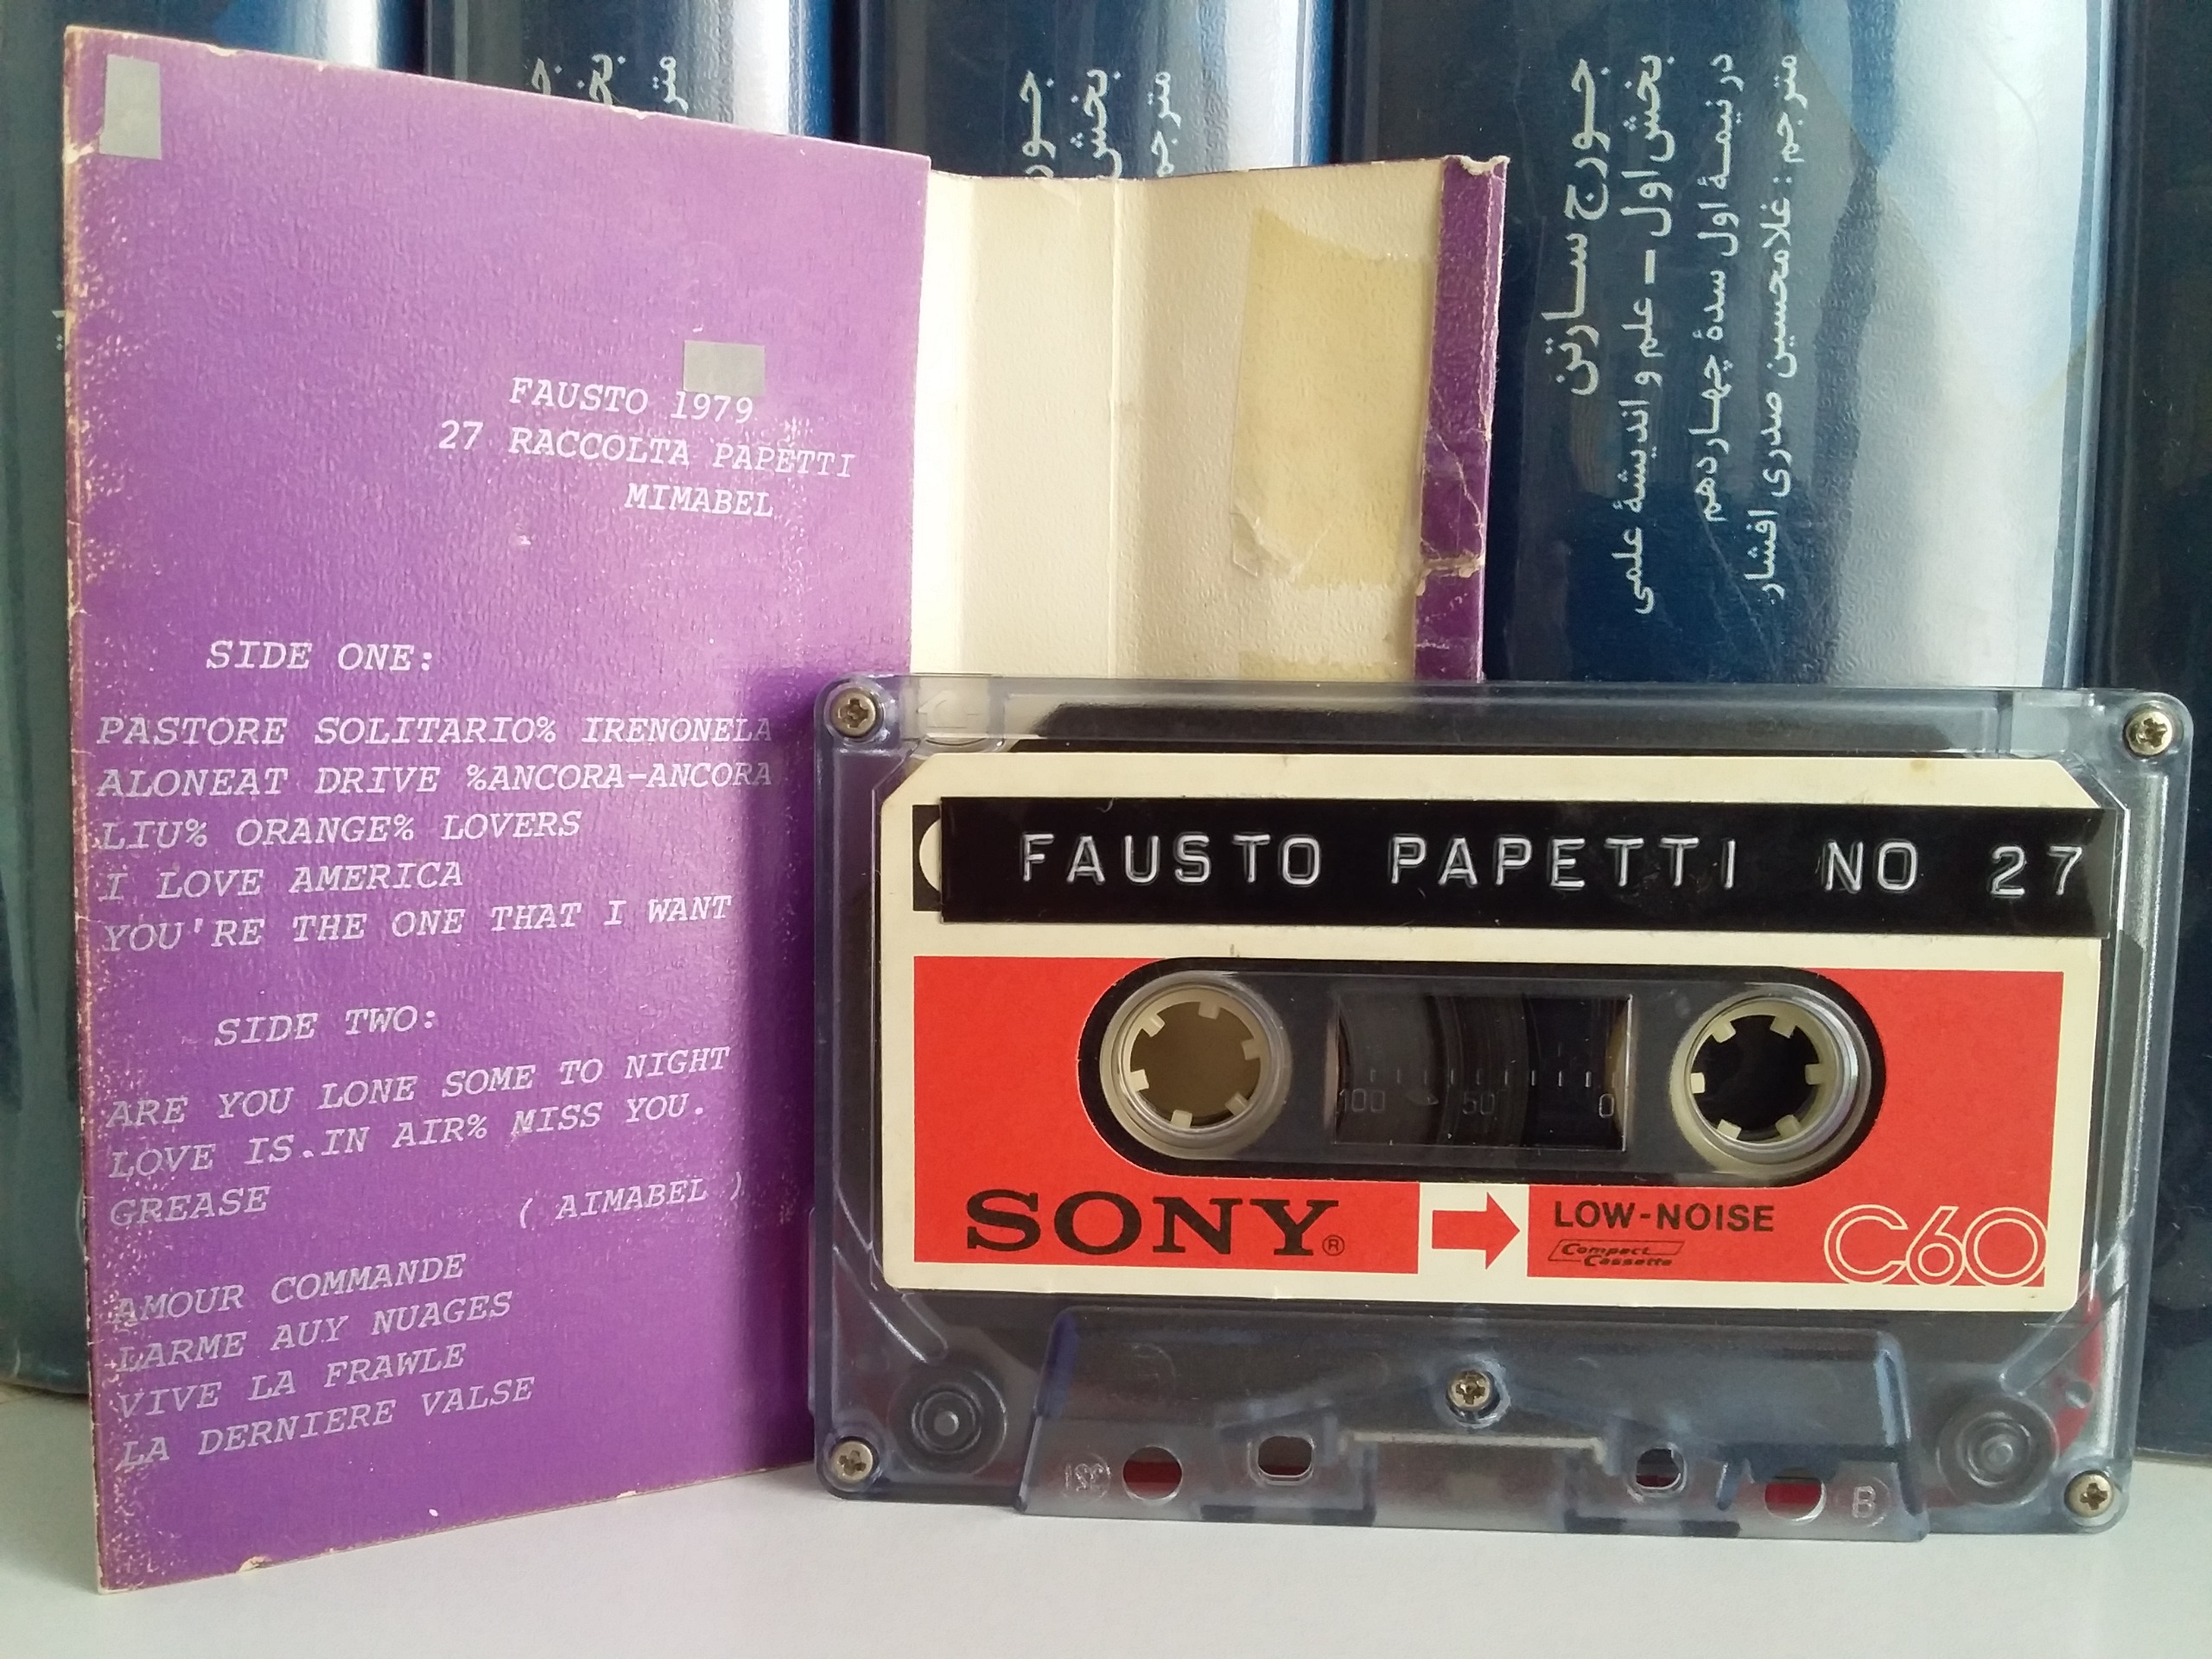 FAUSTO 1979
27 RACCOLTA PAPETTI
MIMABEL
SIDE ONE:
PASTORE SOLITARIO% IRENONELA
ALONEAT DRIVE %ANCORA-ANCORA
LIU% ORANGE% LOVERS
I LOVE AMERICA
YOU'RE THE ONE THAT I WANT
SIDE TWO:
ARE YOU LONE SOME TO NIGHT
LOVE IS.IN AIR% MISS YOU.
GREASE
( AIMABEL )
AMOUR COMMANDE
LARME AUY NUAGES
VIVE LA FRAWLE
LA DERNIERE VALSE
FAUSTO PAPETTI NO 27
100 50 0
SONY®
LOW-NOISE
Compact
Cassette
C60
B
جورج سارتن
بخش اول - علم و اندیشهٔ علمی
در نیمهٔ اول سدهٔ چهاردهم
مترجم : غلامحسین صدری افشار
جور
بخش
مترجم